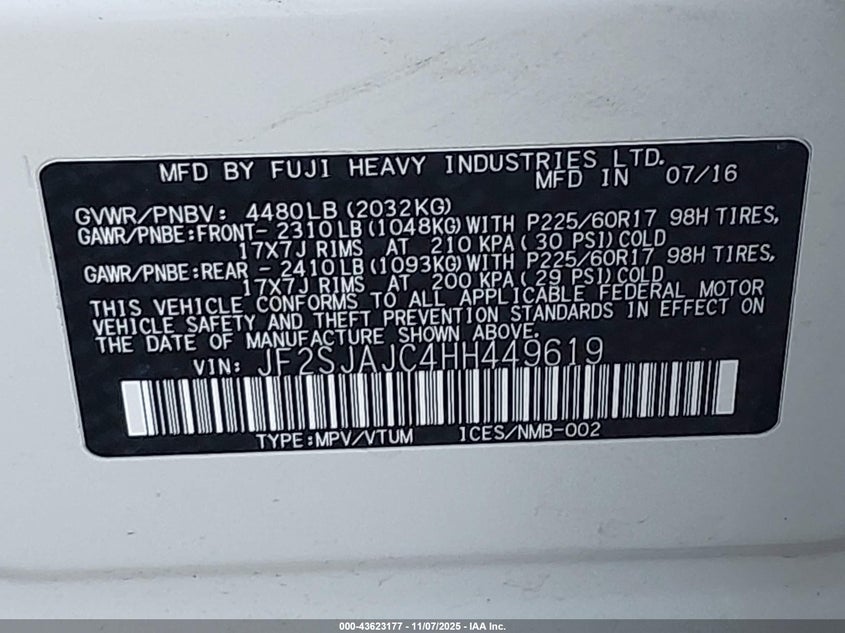 MFD BY FUJI HEAVY INDUSTRIES LTD.
MFD IN 07/16
GVWR/PNBV: 4480LB(2032KG)
GAWR/PNBE:FRONT- 2310LB(1048KG)WITH P225/60R17 98H TIRES,
17X7J RIMS AT 210 KPA( 30 PSI)COLD
GAWR/PNBE:REAR - 2410LB(1093KG)WITH P225/60R17 98H TIRES,
17X7J RIMS AT 200 KPA( 29 PSI)COLD
THIS VEHICLE CONFORMS TO ALL APPLICABLE FEDERAL MOTOR
VEHICLE SAFETY AND THEFT PREVENTION STANDARDS IN EFFECT ON
THE DATE OF MANUFACTURE SHOWN ABOVE.
VIN: JF2SJAJC4HH449619
TYPE:MPV/VTUM ICES/NMB-002
000-43623177 - 11/07/2025 - IAA Inc.